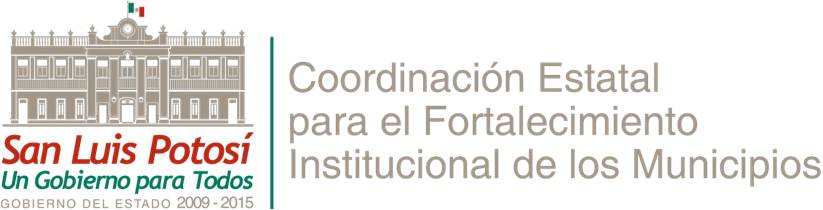 San Luis Potosí
Un Gobierno para Todos
GOBIERNO DEL ESTADO 2009 - 2015
Coordinación Estatal
para el Fortalecimiento
Institucional de los Municipios